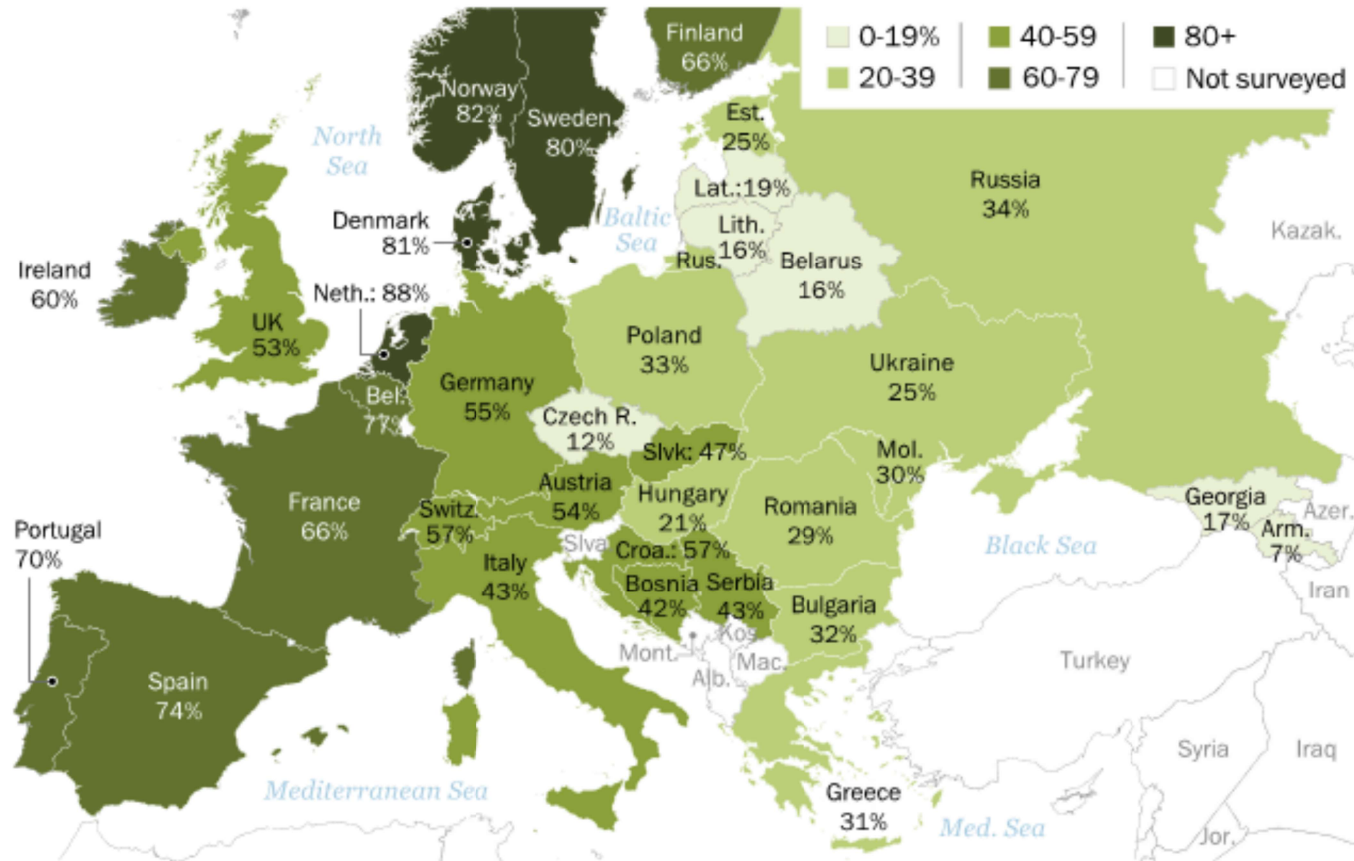 0-19%
20-39
40-59
60-79
80+
Not surveyed
Finland
66%
Norway
82%
Sweden
80%
North
Sea
Est.
25%
Russia
34%
Lat.:19%
Denmark
81%
Baltic
Sea
Lith.
16%
Kazak.
Rus.
Belarus
16%
Ireland
60%
Neth.: 88%
UK
53%
Poland
33%
Ukraine
25%
Germany
55%
Bel.
77%
Czech R.
12%
Slvk: 47%
Mol.
30%
Austria
54%
Hungary
21%
Romania
29%
Georgia
17%
Azer.
Arm.
7%
France
66%
Switz.
57%
Portugal
70%
Slva
Croa.: 57%
Black Sea
Italy
43%
Bosnia
42%
Serbia
43%
Bulgaria
32%
Iran
Kos
Mont.
Mac.
Alb.
Turkey
Spain
74%
Syria
Iraq
Mediterranean Sea
Greece
31%
Med. Sea
Jor.